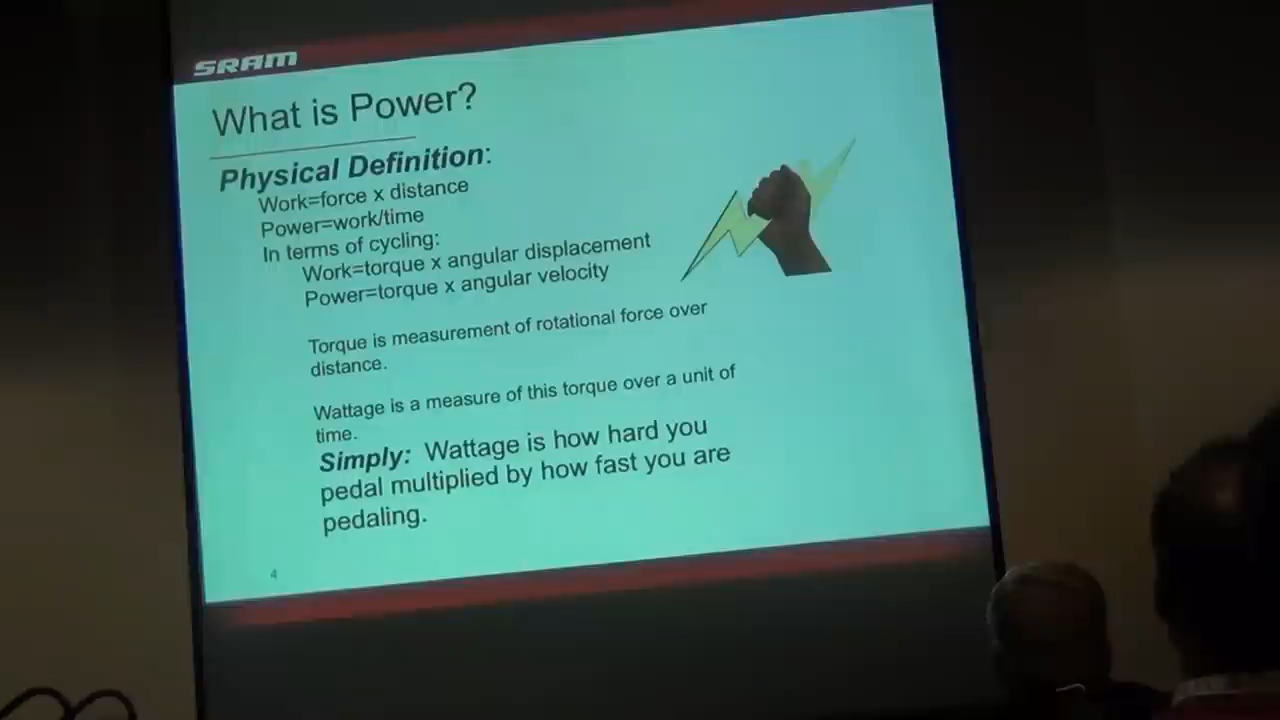 SRAM
What is Power?
Physical Definition:
Work=force x distance
Power=work/time
In terms of cycling:
Work=torque x angular displacement
Power=torque x angular velocity
Torque is measurement of rotational force over
distance.
Wattage is a measure of this torque over a unit of
time.
Simply: Wattage is how hard you
pedal multiplied by how fast you are
pedaling.
4